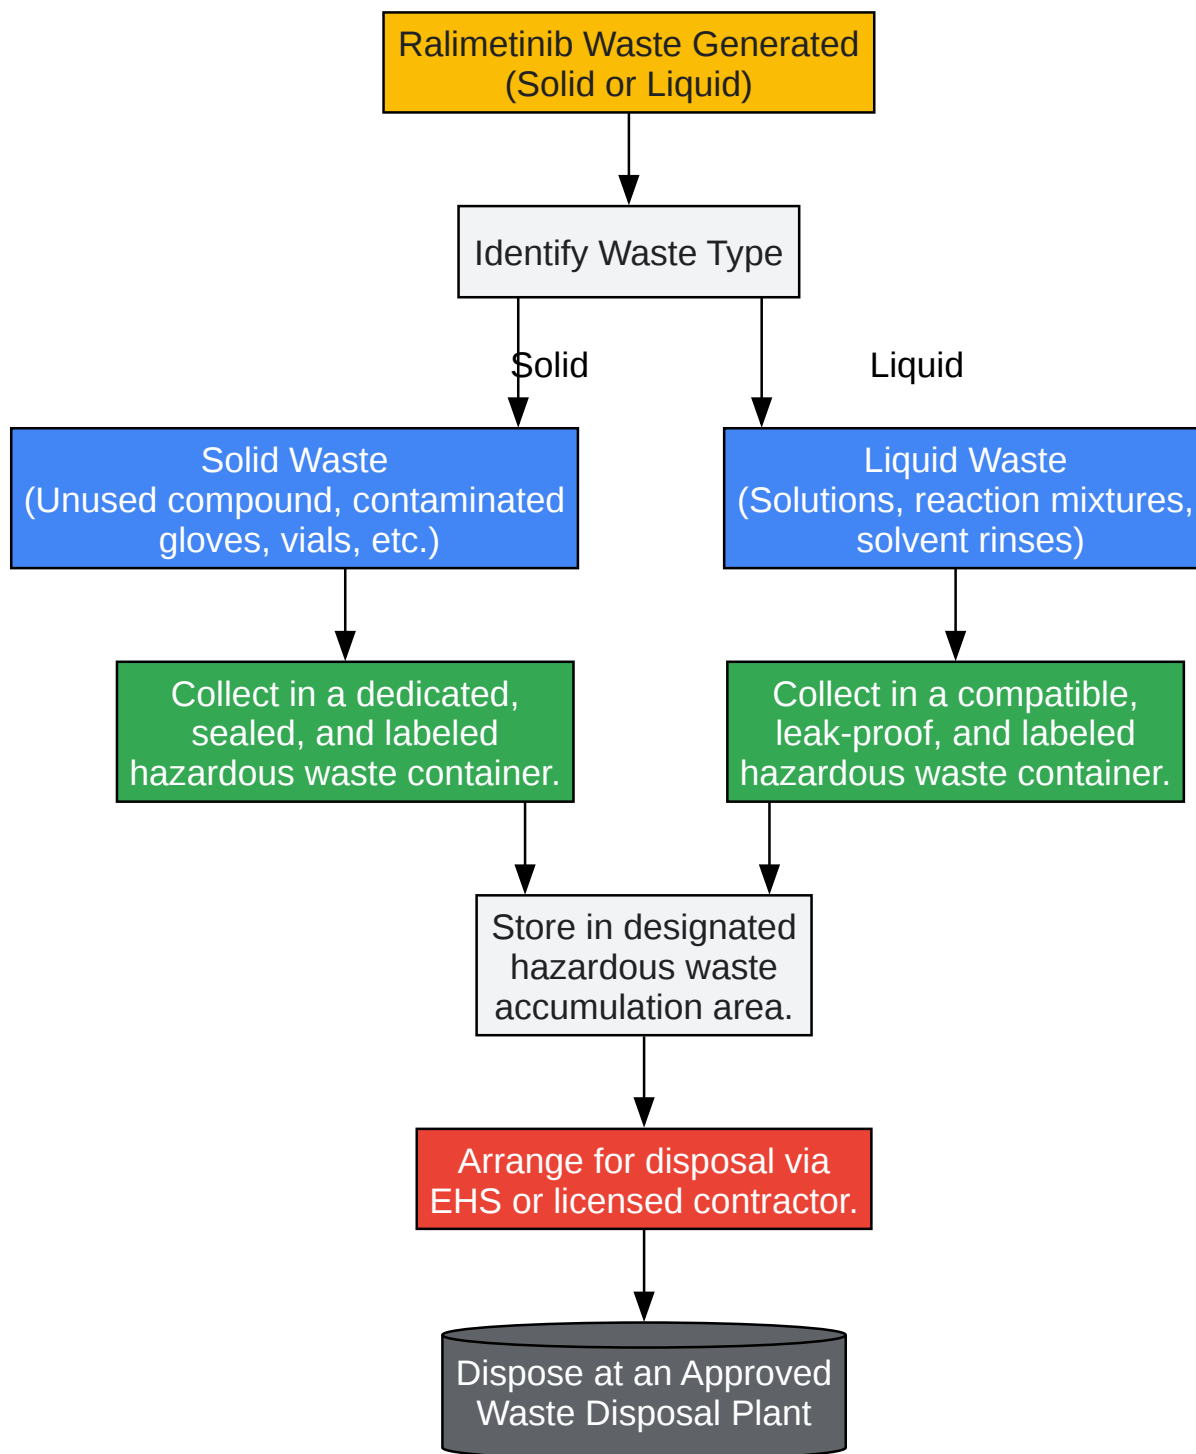 Ralimetinib Waste Generated
(Solid or Liquid)
Identify Waste Type
Solid
Liquid
Solid Waste
(Unused compound, contaminated
gloves, vials, etc.)
Liquid Waste
(Solutions, reaction mixtures,
solvent rinses)
Collect in a dedicated,
sealed, and labeled
hazardous waste container.
Collect in a compatible,
leak-proof, and labeled
hazardous waste container.
Store in designated
hazardous waste
accumulation area.
Arrange for disposal via
EHS or licensed contractor.
Dispose at an Approved
Waste Disposal Plant